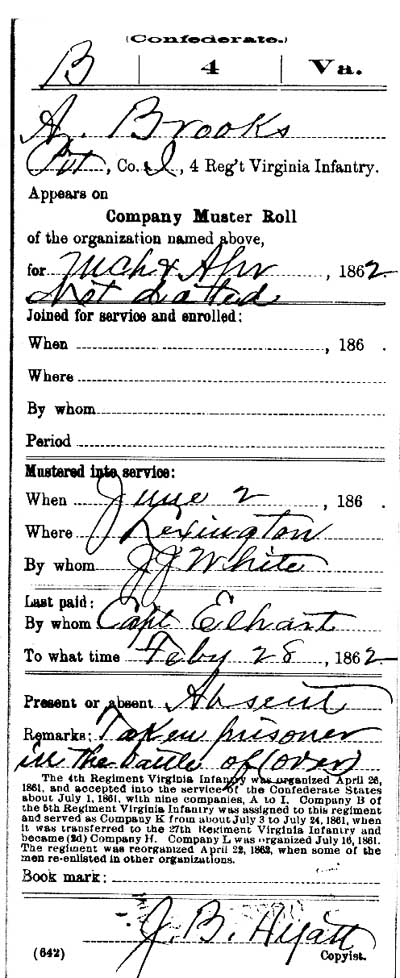 (Confederate.)
B | 4 | Va.
A. Brooks
Pvt, Co. I, 4 Reg't Virginia Infantry.
Appears on
Company Muster Roll
of the organization named above,
for Mch & Apr, 1862.
Not dated
Joined for service and enrolled:
When, 186 .
Where
By whom
Period
Mustered into service:
When June 2, 186 .
Where Lexington
By whom J J White
Last paid:
By whom Capt Elhart
To what time Feby 28, 1862
Present or absent Absent
Remarks: Taken prisoner
in the battle of (over)
The 4th Regiment Virginia Infantry was organized April 26,
1861, and accepted into the service of the Confederate States
about July 1, 1861, with nine companies, A to I. Company B of
the 5th Regiment Virginia Infantry was assigned to this regiment
and served as Company K from about July 3 to July 24, 1861, when
it was transferred to the 27th Regiment Virginia Infantry and
became (2d) Company H. Company L was organized July 16, 1861.
The regiment was reorganized April 22, 1862, when some of the
men re-enlisted in other organizations.
Book mark:
J. B. Hyatt
(642) Copyist.